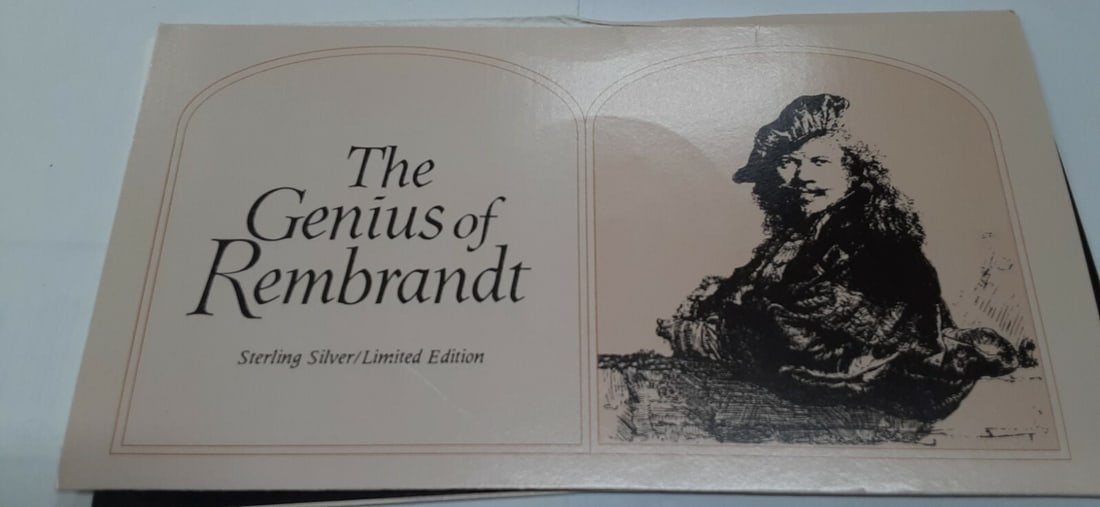 The
Genius of
Rembrandt
Sterling Silver/Limited Edition